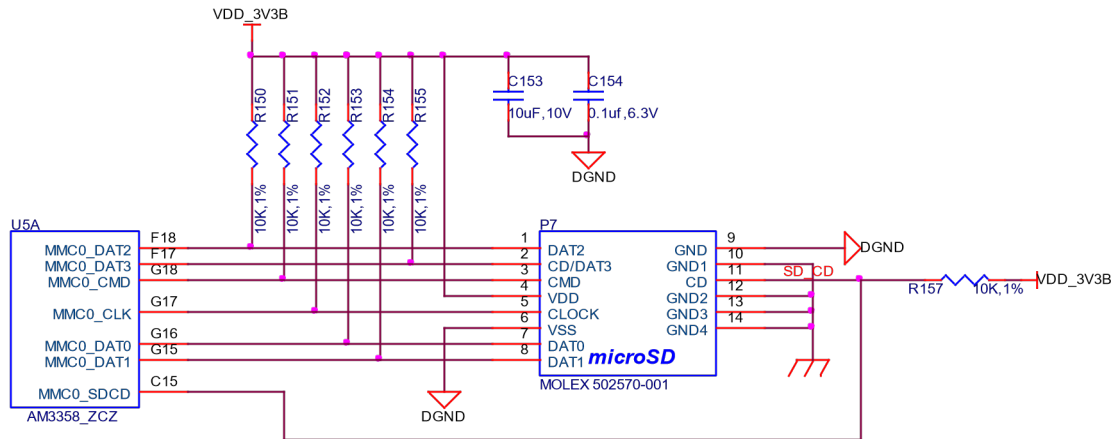 VDD_3V3B
R150
R151
R152
R153
R154
R155
10K,1%
10K,1%
10K,1%
10K,1%
10K,1%
10K,1%
C153
10uF,10V
C154
0.1uf,6.3V
DGND
U5A
MMC0_DAT2 F18
MMC0_DAT3 F17
MMC0_CMD G18
MMC0_CLK G17
MMC0_DAT0 G16
MMC0_DAT1 G15
MMC0_SDCD C15
AM3358_ZCZ
P7
1 DAT2
2 CD/DAT3
3 CMD
4 VDD
5 CLOCK
6 VSS
7 DAT0
8 DAT1
microSD
GND 9
GND1 10
CD 11
GND2 12
GND3 13
GND4 14
MOLEX 502570-001
DGND
SD_CD
R157
10K,1%
VDD_3V3B
DGND